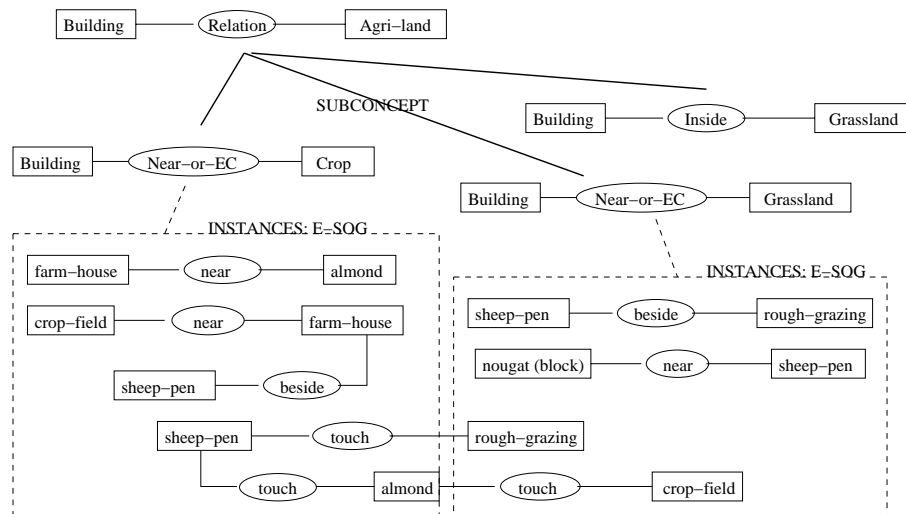 Building Relation Agri−land
SUBCONCEPT
Building Inside Grassland
Building Near−or−EC Crop
Building Near−or−EC Grassland
INSTANCES: E−SOG
farm−house near almond
crop−field near farm−house
sheep−pen beside
INSTANCES: E−SOG
sheep−pen beside rough−grazing
nougat (block) near sheep−pen
sheep−pen touch rough−grazing
touch almond touch crop−field